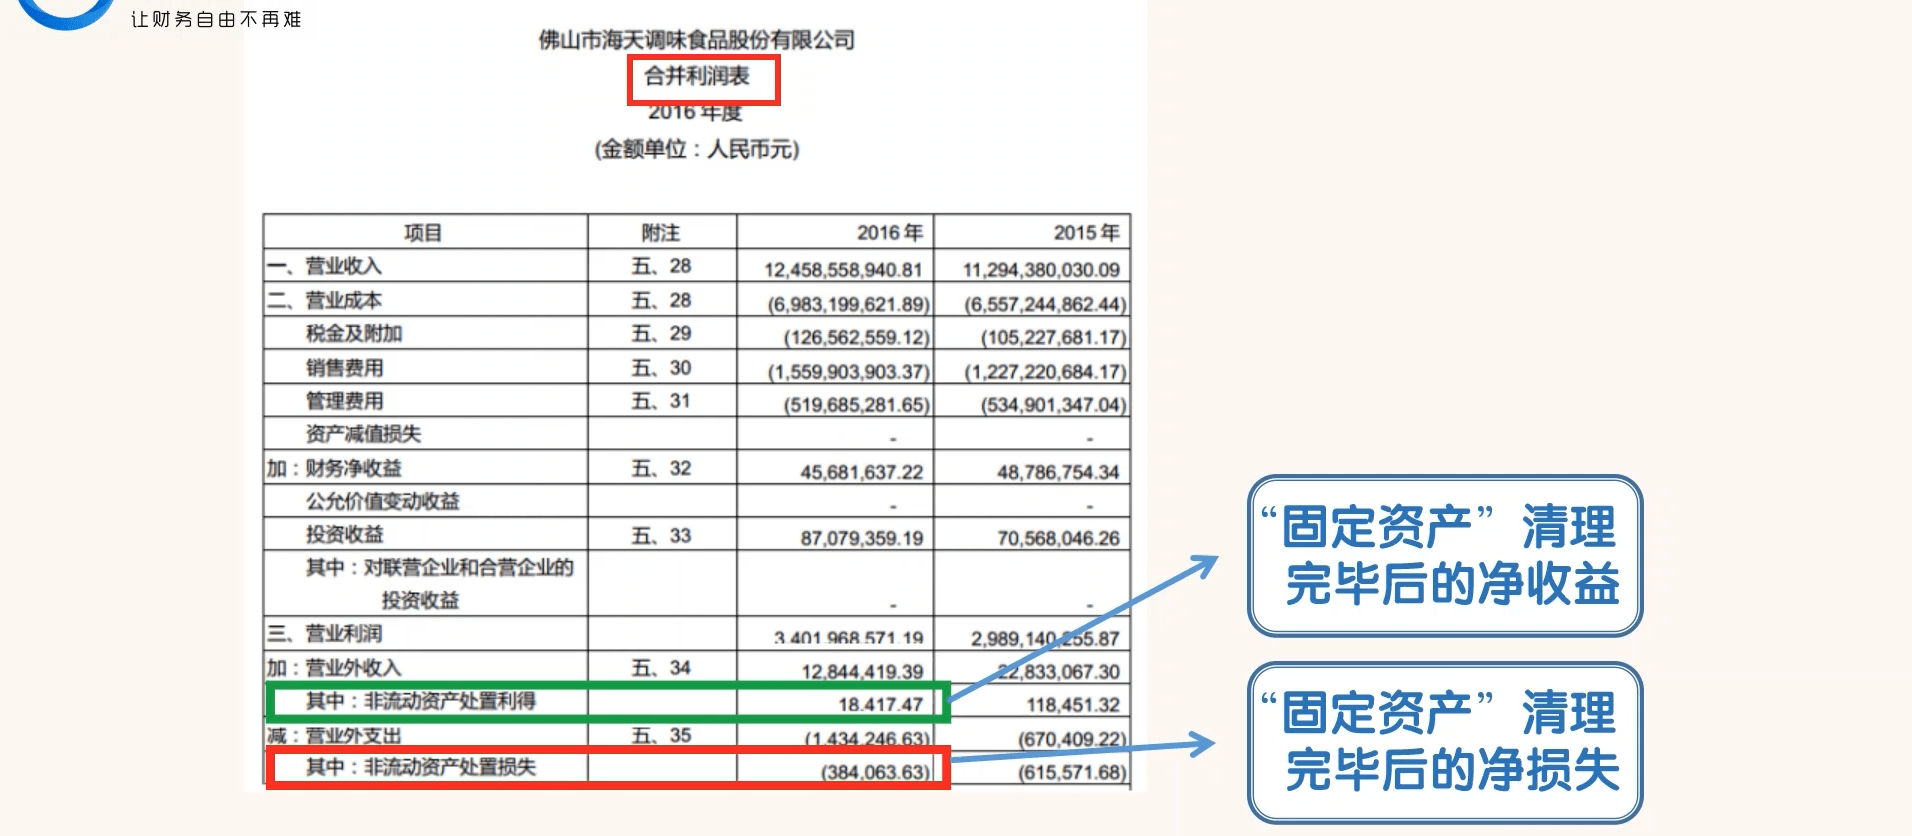 让财务自由不再难
佛山市海天调味食品股份有限公司
合并利润表
2016 年度
(金额单位：人民币元)
项目 附注 2016 年 2015 年
一、营业收入 五、28 12,458,558,940.81 11,294,380,030.09
二、营业成本 五、28 (6,983,199,621.89) (6,557,244,862.44)
税金及附加 五、29 (126,562,559.12) (105,227,681.17)
销售费用 五、30 (1,559,903,903.37) (1,227,220,684.17)
管理费用 五、31 (519,685,281.65) (534,901,347.04)
资产减值损失 - -
加：财务净收益 五、32 45,681,637.22 48,786,754.34
公允价值变动收益 - -
投资收益 五、33 87,079,359.19 70,568,046.26
其中：对联营企业和合营企业的
投资收益 - -
三、营业利润 3,401,968,571.19 2,989,140,255.87
加：营业外收入 五、34 12,844,419.39 22,833,067.30
其中：非流动资产处置利得 18,417.47 118,451.32
减：营业外支出 五、35 (1,434,246.63) (670,409.22)
其中：非流动资产处置损失 (384,063.63) (615,571.68)
“固定资产”清理
完毕后的净收益
“固定资产”清理
完毕后的净损失